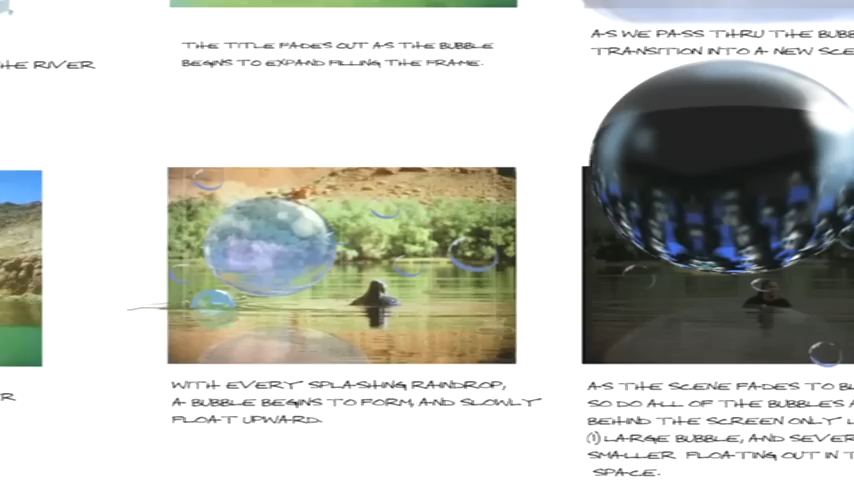 HE RIVER
THE TITLE FADES OUT AS THE BUBBLE
BEGINS TO EXPAND FILLING THE FRAME.
AS WE PASS THRU THE BUBB
TRANSITION INTO A NEW SCE
R
WITH EVERY SPLASHING RAINDROP,
A BUBBLE BEGINS TO FORM, AND SLOWLY
FLOAT UPWARD.
AS THE SCENE FADES TO BL
SO DO ALL OF THE BUBBLES A
BEHIND THE SCREEN ONLY L
(1) LARGE BUBBLE, AND SEVER
SMALLER FLOATING OUT IN T
SPACE.